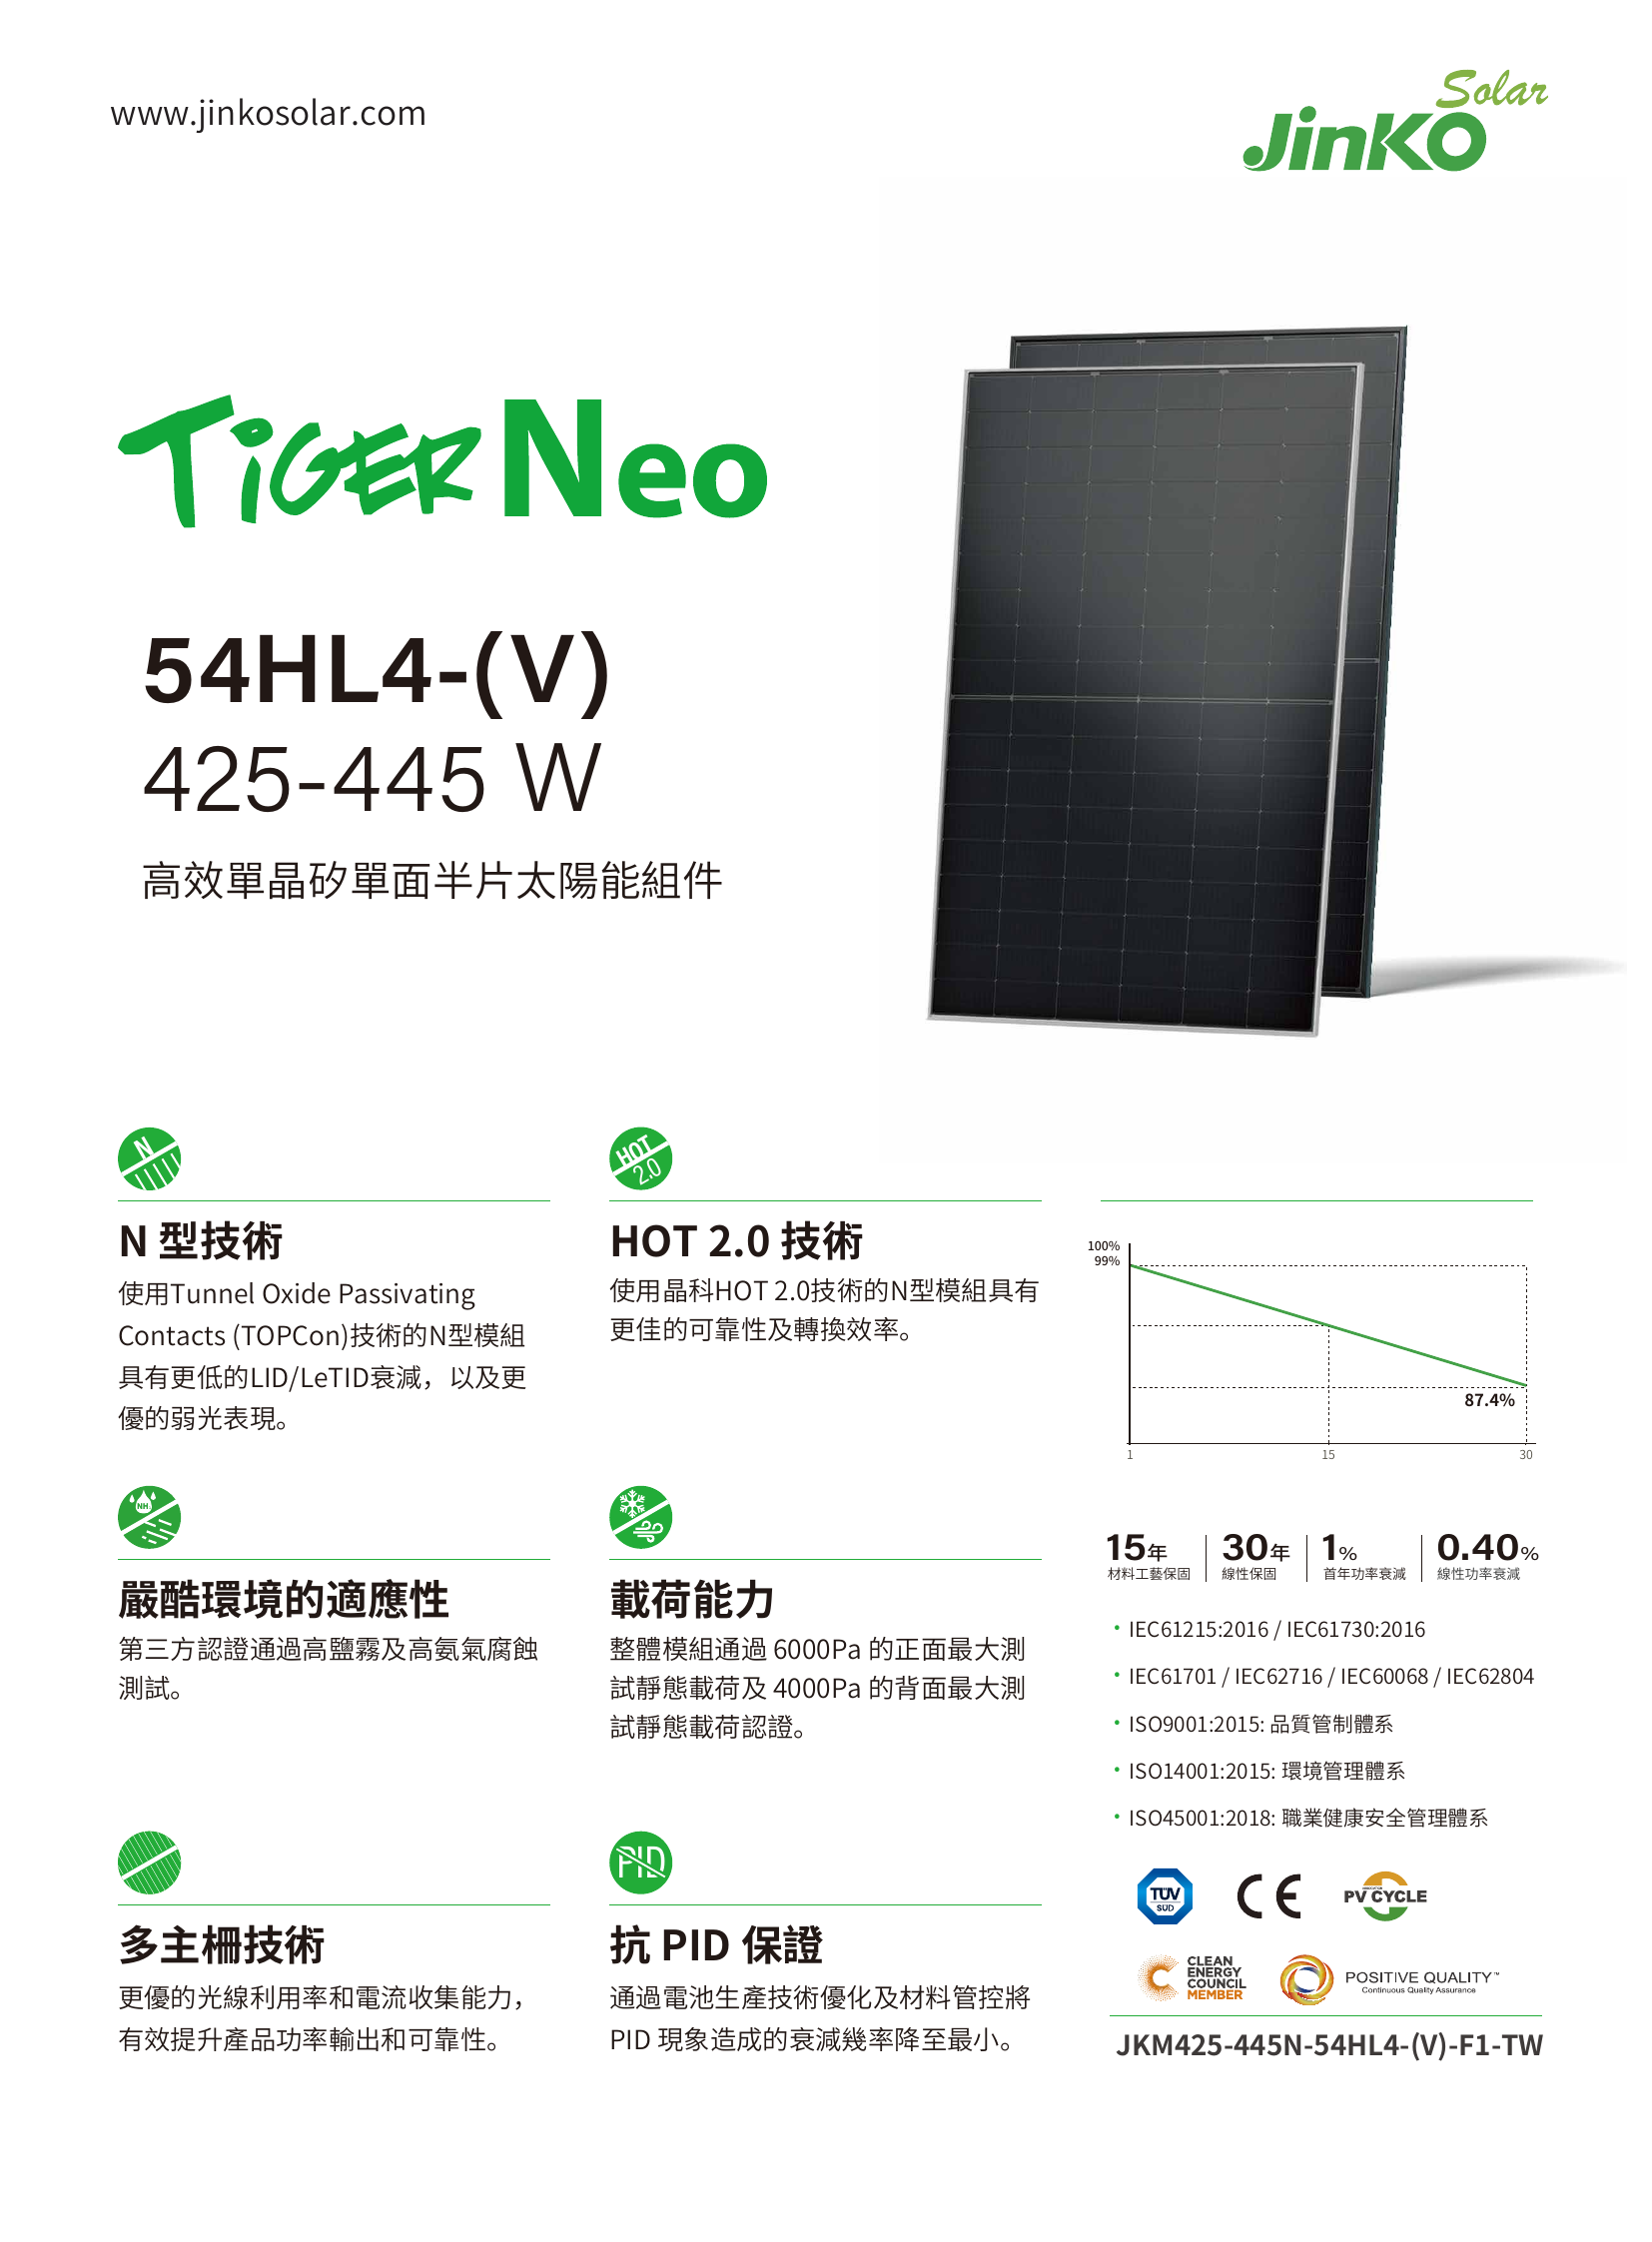 www.jinkosolar.com
Solar
JinKO
TiGER Neo
54HL4-(V)
425-445 W
高效單晶矽單面半片太陽能組件
N
N 型技術
使用Tunnel Oxide Passivating
Contacts (TOPCon)技術的N型模組
具有更低的LID/LeTID衰減，以及更
優的弱光表現。
HOT
2.0
HOT 2.0 技術
使用晶科HOT 2.0技術的N型模組具有
更佳的可靠性及轉換效率。
100%
99%
87.4%
1 15 30
NH₃
嚴酷環境的適應性
第三方認證通過高鹽霧及高氨氣腐蝕
測試。
載荷能力
整體模組通過 6000Pa 的正面最大測
試靜態載荷及 4000Pa 的背面最大測
試靜態載荷認證。
15年
材料工藝保固
30年
線性保固
1%
首年功率衰減
0.40%
線性功率衰減
· IEC61215:2016 / IEC61730:2016
· IEC61701 / IEC62716 / IEC60068 / IEC62804
· ISO9001:2015: 品質管制體系
· ISO14001:2015: 環境管理體系
· ISO45001:2018: 職業健康安全管理體系
多主柵技術
更優的光線利用率和電流收集能力，
有效提升產品功率輸出和可靠性。
PID
抗 PID 保證
通過電池生產技術優化及材料管控將
PID 現象造成的衰減幾率降至最小。
TÜV
SÜD
CE
PV CYCLE
CLEAN
ENERGY
COUNCIL
MEMBER
POSITIVE QUALITY™
Continuous Quality Assurance
JKM425-445N-54HL4-(V)-F1-TW